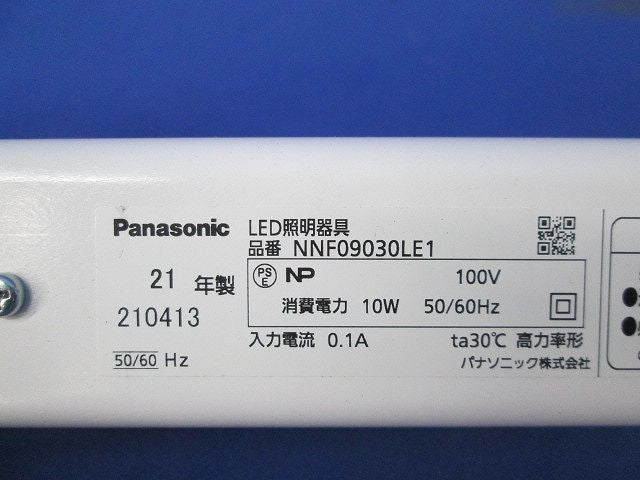 Panasonic LED照明器具
品番 NNF09030LE1
21 年製
PS E NP 100V
消費電力 10W 50/60Hz
210413
入力電流 0.1A ta30℃ 高力率形
50/60 Hz
パナソニック株式会社